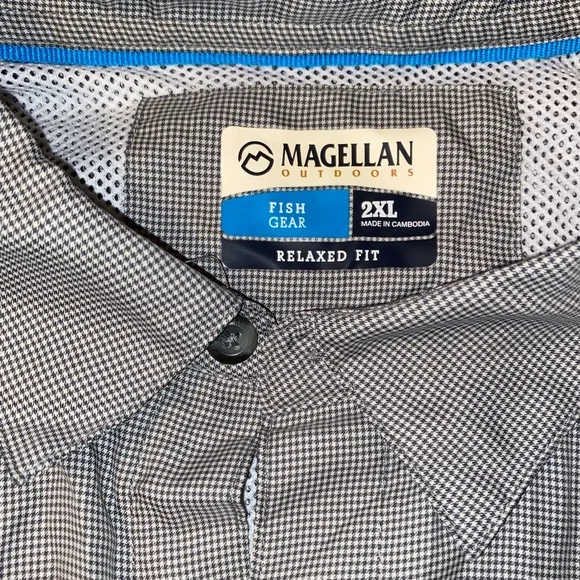 MAGELLAN
OUTDOORS
FISH
GEAR
2XL
MADE IN CAMBODIA
RELAXED FIT